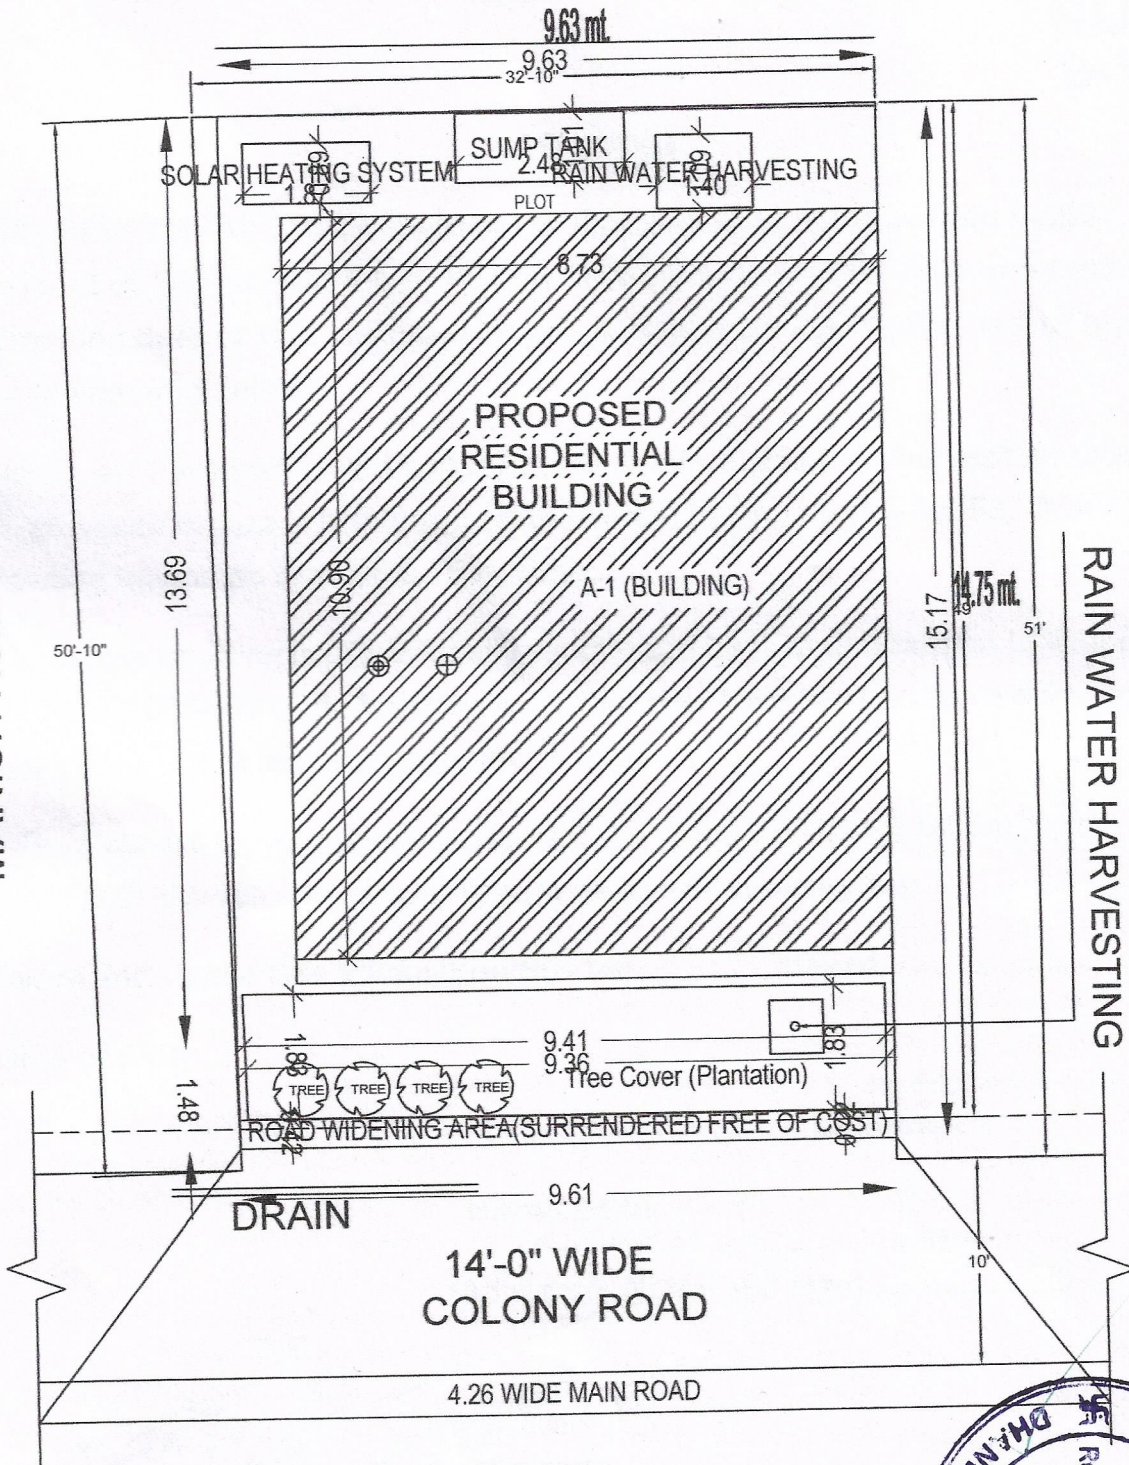 9.63 mt.
9.63
32'-10"
SUMP TANK
SOLAR HEATING SYSTEM
2.48
RAIN WATER HARVESTING
1.40
PLOT
8.73
PROPOSED
RESIDENTIAL
BUILDING
A-1 (BUILDING)
10.90
13.69
50'-10"
15.17
14.75 mt.
49'
51'
RAIN WATER HARVESTING
9.41
9.36
1.83
1.83
Tree Cover (Plantation)
TREE
TREE
TREE
TREE
1.48
ROAD WIDENING AREA(SURRENDERED FREE OF COST)
9.61
DRAIN
14'-0" WIDE
COLONY ROAD
10'
4.26 WIDE MAIN ROAD